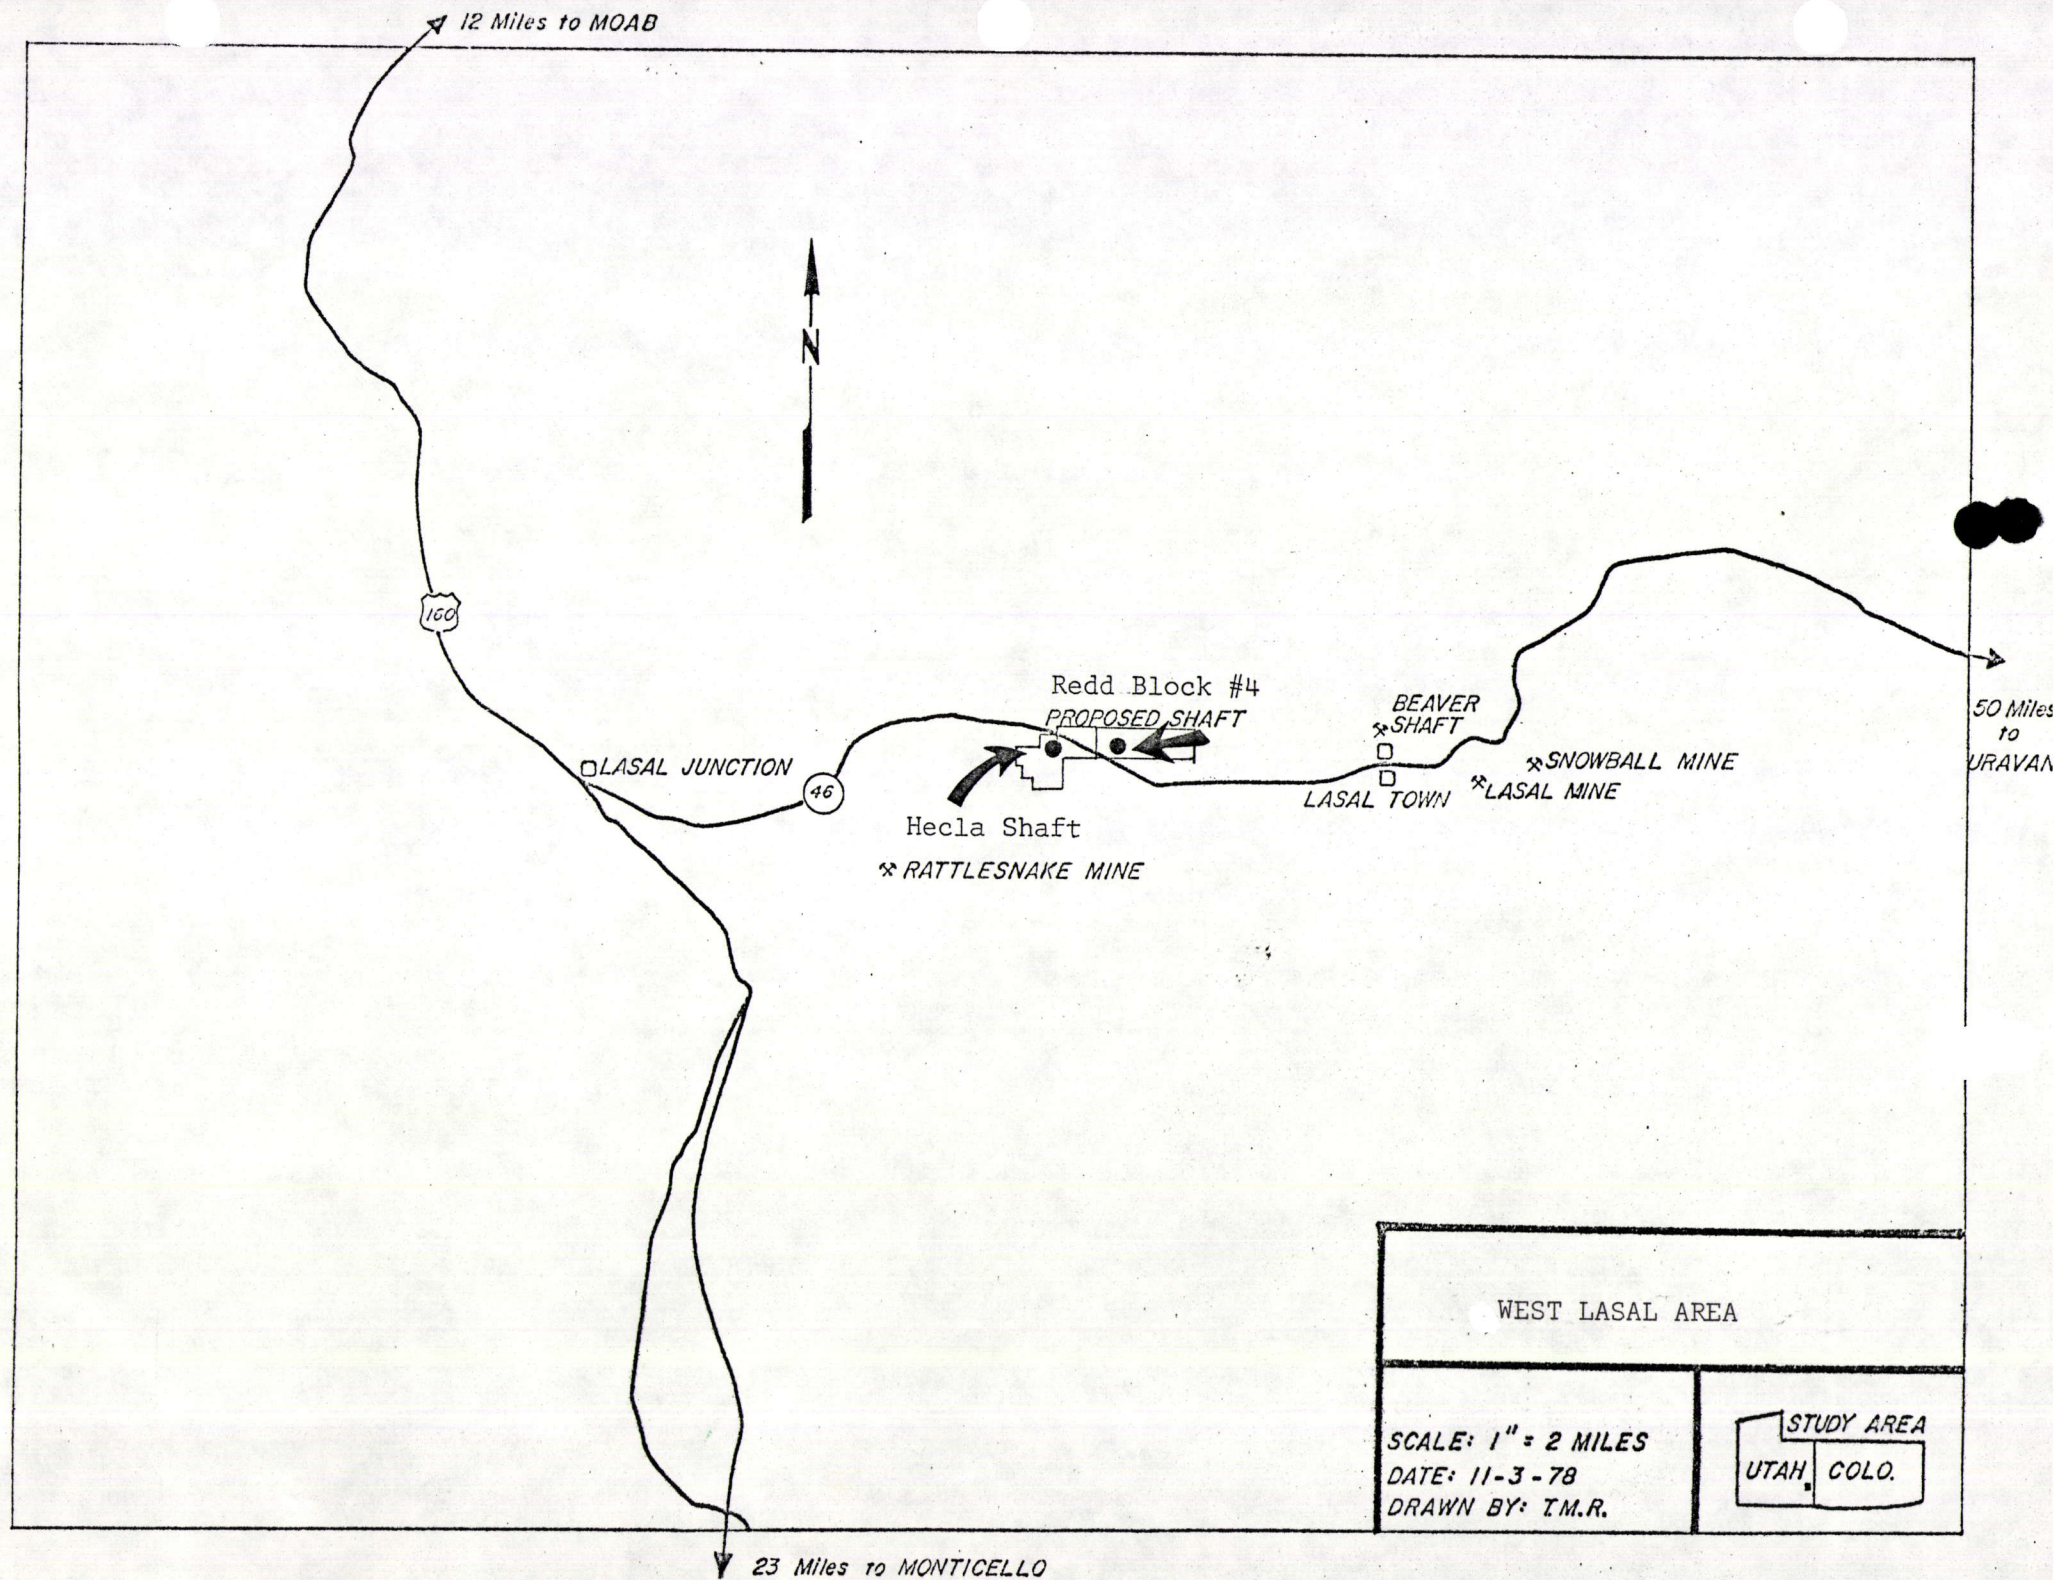 12 Miles to MOAB
N
160
Redd Block #4
PROPOSED SHAFT
BEAVER
SHAFT
50 Miles
to
URAVAN
LASAL JUNCTION
46
SNOWBALL MINE
LASAL MINE
LASAL TOWN
Hecla Shaft
RATTLESNAKE MINE
WEST LASAL AREA
SCALE: 1" = 2 MILES
DATE: 11-3-78
DRAWN BY: T.M.R.
STUDY AREA
UTAH COLO.
23 Miles to MONTICELLO